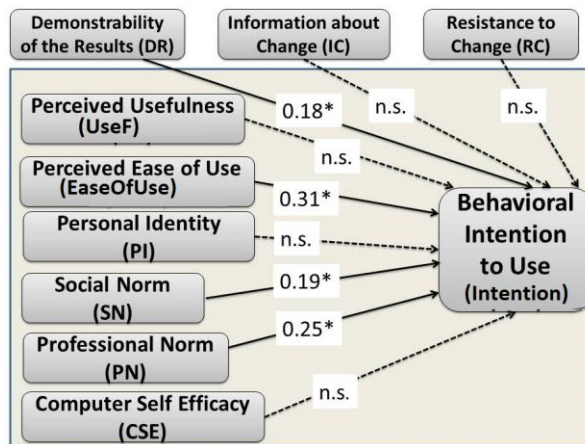 Demonstrability
of the Results (DR)
Information about
Change (IC)
Resistance to
Change (RC)
0.18*
n.s.
n.s.
Perceived Usefulness
(UseF)
n.s.
Perceived Ease of Use
(EaseOfUse)
0.31*
Personal Identity
(PI)
n.s.
Behavioral
Intention
to Use
(Intention)
Social Norm
(SN)
0.19*
Professional Norm
(PN)
0.25*
Computer Self Efficacy
(CSE)
n.s.